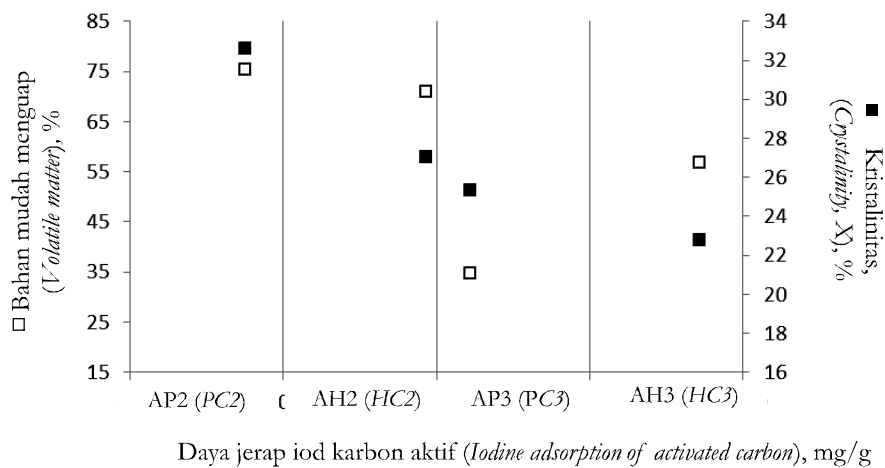 85
75
65
55
45
35
25
15
□ Bahan mudah menguap
(Volatile matter), %
34
32
30
28
26
24
22
20
18
16
■ Kristalinitas,
(Crystalinity, X), %
AP2 (PC2)
AH2 (HC2)
AP3 (PC3)
AH3 (HC3)
Daya jerap iod karbon aktif (Iodine adsorption of activated carbon), mg/g